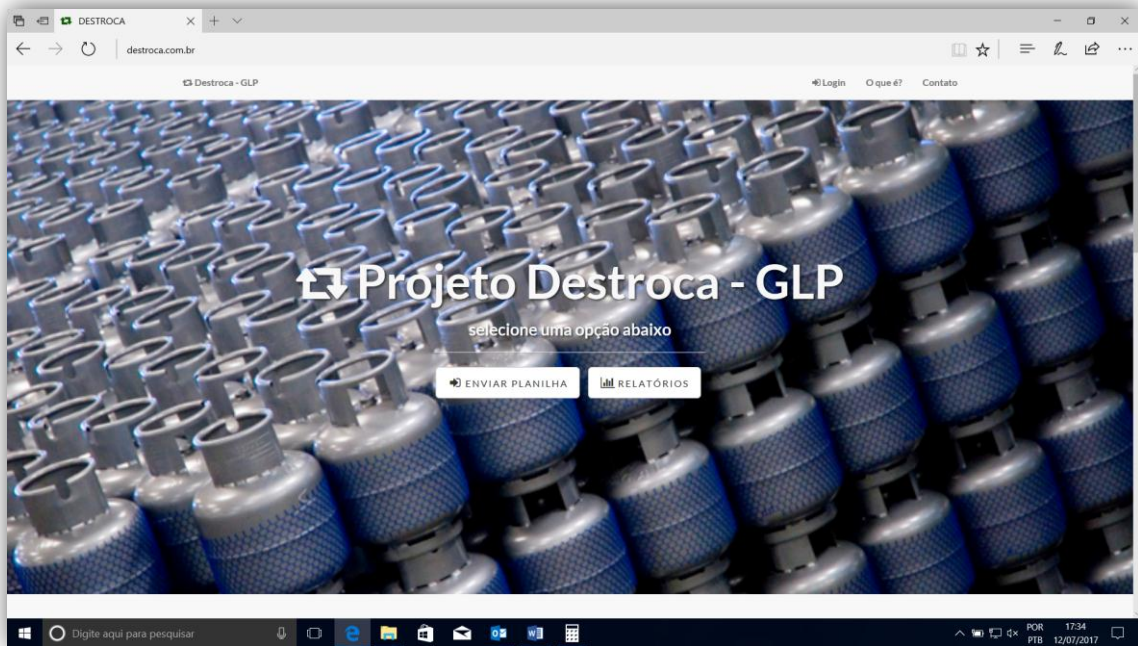 DESTROCA
destroca.com.br
Destroca - GLP
Login O que é? Contato
Projeto Destroca - GLP
selecione uma opção abaixo
ENVIAR PLANILHA RELATÓRIOS
Digite aqui para pesquisar
POR 17:34
PTB 12/07/2017